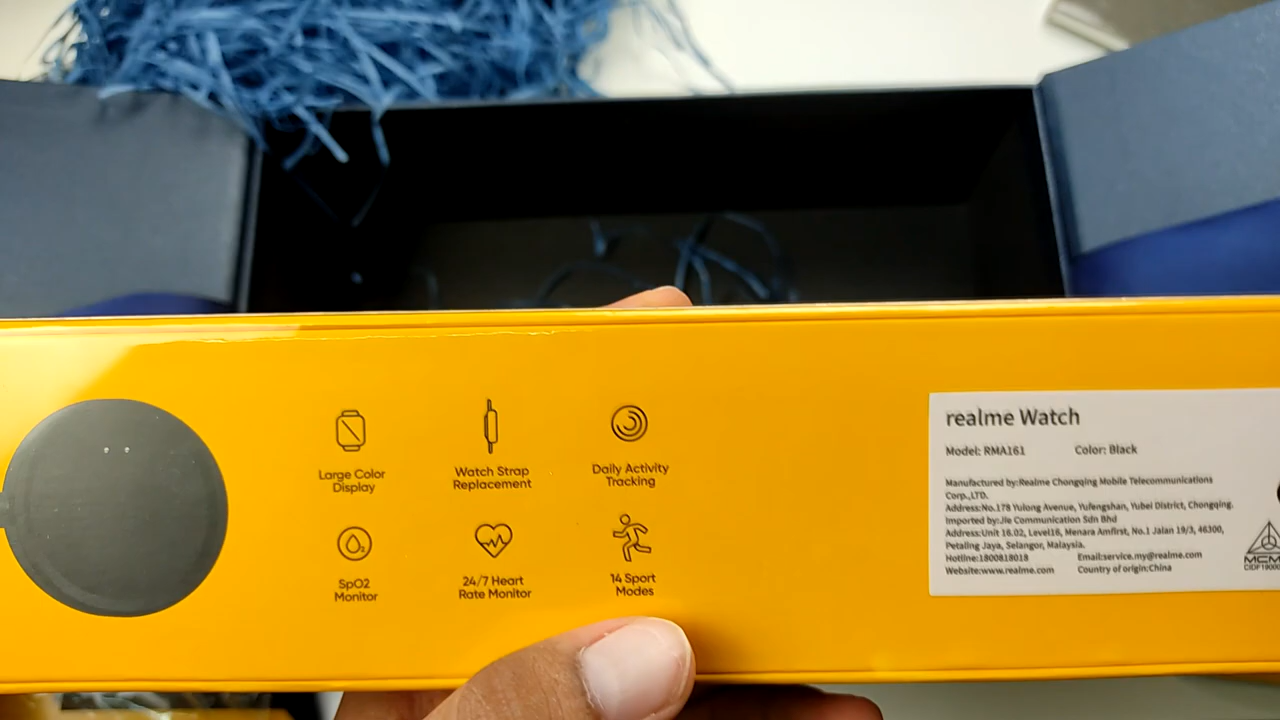 Large Color
Display
Watch Strap
Replacement
Daily Activity
Tracking
SpO2
Monitor
24/7 Heart
Rate Monitor
14 Sport
Modes
realme Watch
Model: RMA161 Color: Black
Manufactured by:Realme Chongqing Mobile Telecommunications
Corp.,LTD.
Address:No.178 Yulong Avenue, Yufengshan, Yubei District, Chongqing.
Imported by:Jie Communication Sdn Bhd
Address:Unit 16.02, Level16, Menara Amfirst, No.1 Jalan 19/3, 46300,
Petaling Jaya, Selangor, Malaysia.
Hotline:1800818018 Email:service.my@realme.com
Website:www.realme.com Country of origin:China